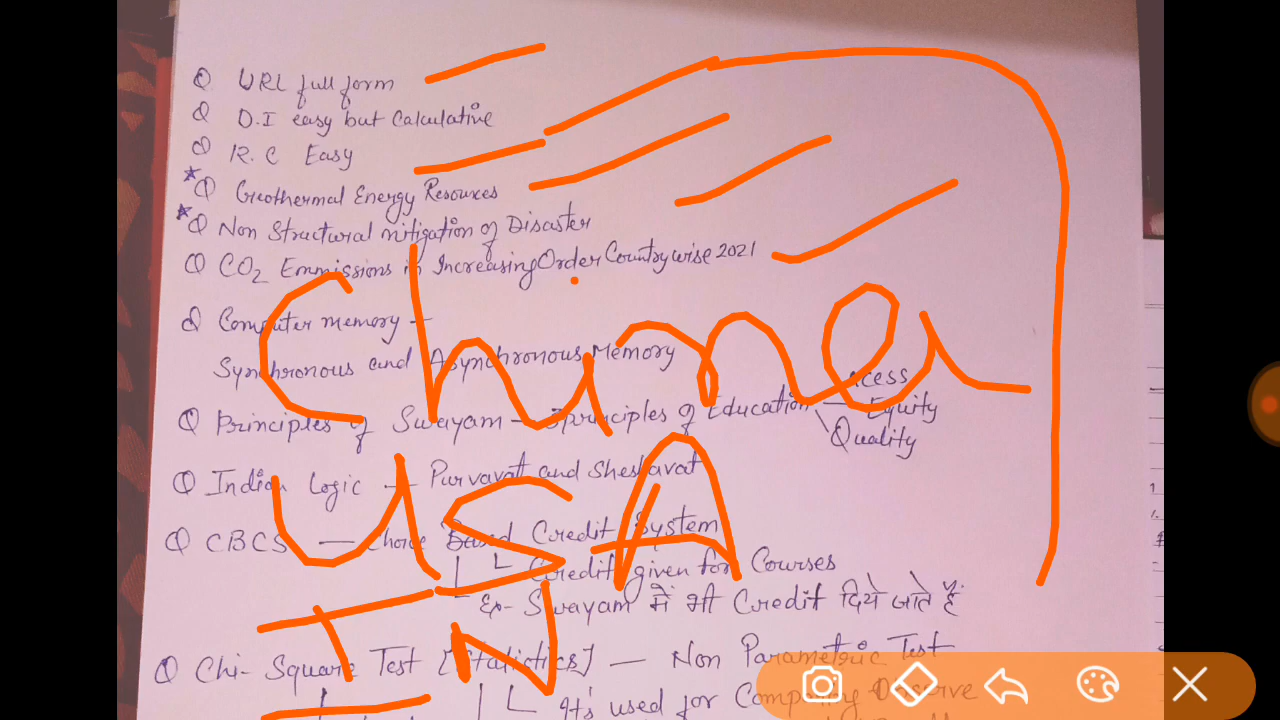 Q URL full form
Q D.I easy but Calculative
Q R.C Easy
Q Geothermal Energy Resources
Q Non Structural mitigation of Disaster
Q CO2 Emmissions in Increasing Order Countrywise 2021
China
Q Computer memory -
Synchronous and Asynchronous Memory
Q Principles of Swayam - 3 principles of Education - Equity
Quality
USA
Q Indian Logic - Purvavat and Sheshavat
Q CBCS - Choice Based Credit System
Credit given for Courses
Ex- Swayam में भी Credit दिये जाते हैं
IN
Q Chi-Square Test [Statistics] - Non Parametric Test
It's used for Comparing Observe